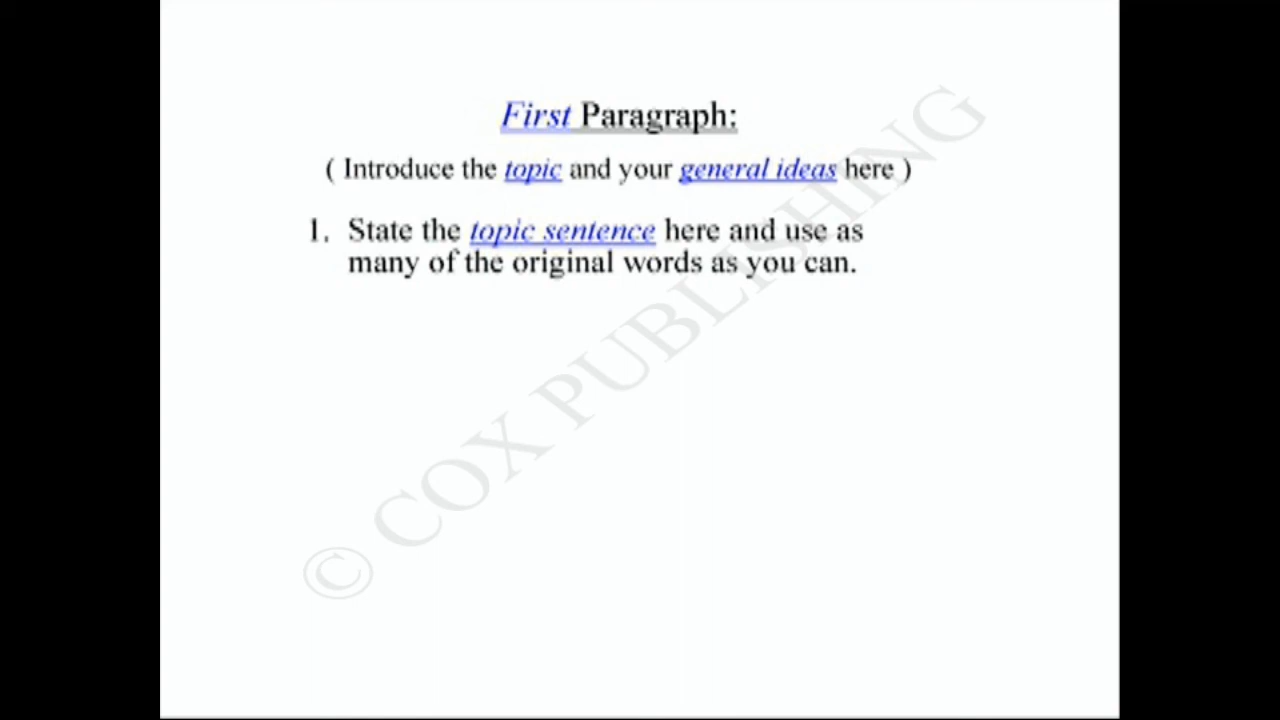 First Paragraph:
( Introduce the topic and your general ideas here )
1. State the topic sentence here and use as
many of the original words as you can.
© COX PUBLISHING